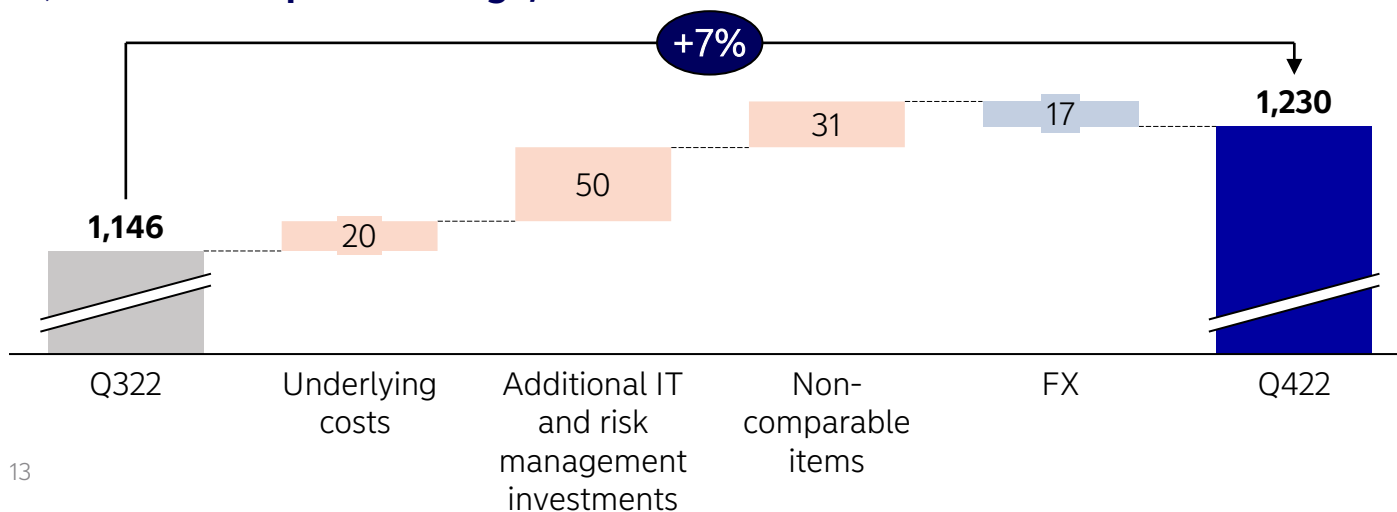 +7%
1,230
31
17
50
1,146
20
Q322
Underlying
costs
Additional IT
and risk
management
investments
Non-
comparable
items
FX
Q422
13